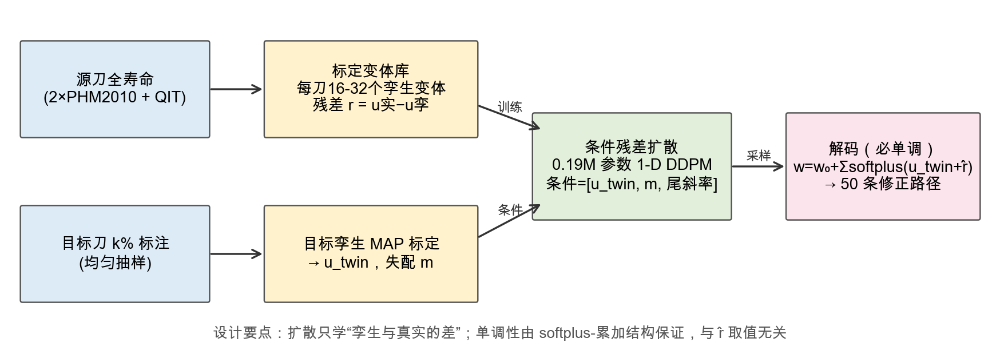 源刀全寿命
(2×PHM2010 + QIT)
标定变体库
每刀16-32个孪生变体
残差 r = u实−u孪
训练
条件残差扩散
0.19M 参数 1-D DDPM
条件=[u_twin, m, 尾斜率]
采样
解码（必单调）
w=w₀+Σsoftplus(u_twin+r̂)
→ 50 条修正路径
目标刀 k% 标注
(均匀抽样)
目标孪生 MAP 标定
→ u_twin，失配 m
条件
设计要点：扩散只学“孪生与真实的差”；单调性由 softplus-累加结构保证，与 r̂ 取值无关